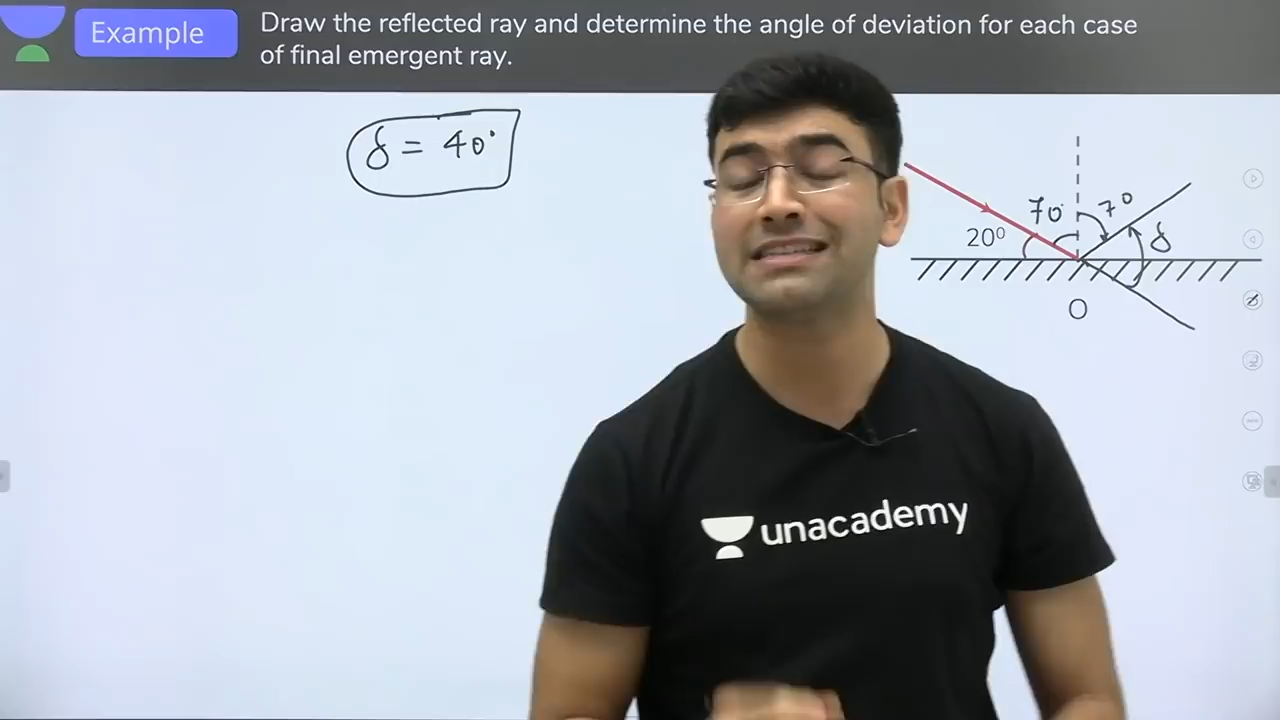 Example
Draw the reflected ray and determine the angle of deviation for each case
of final emergent ray.
δ = 40°
70
70
δ
20⁰
O
unacademy